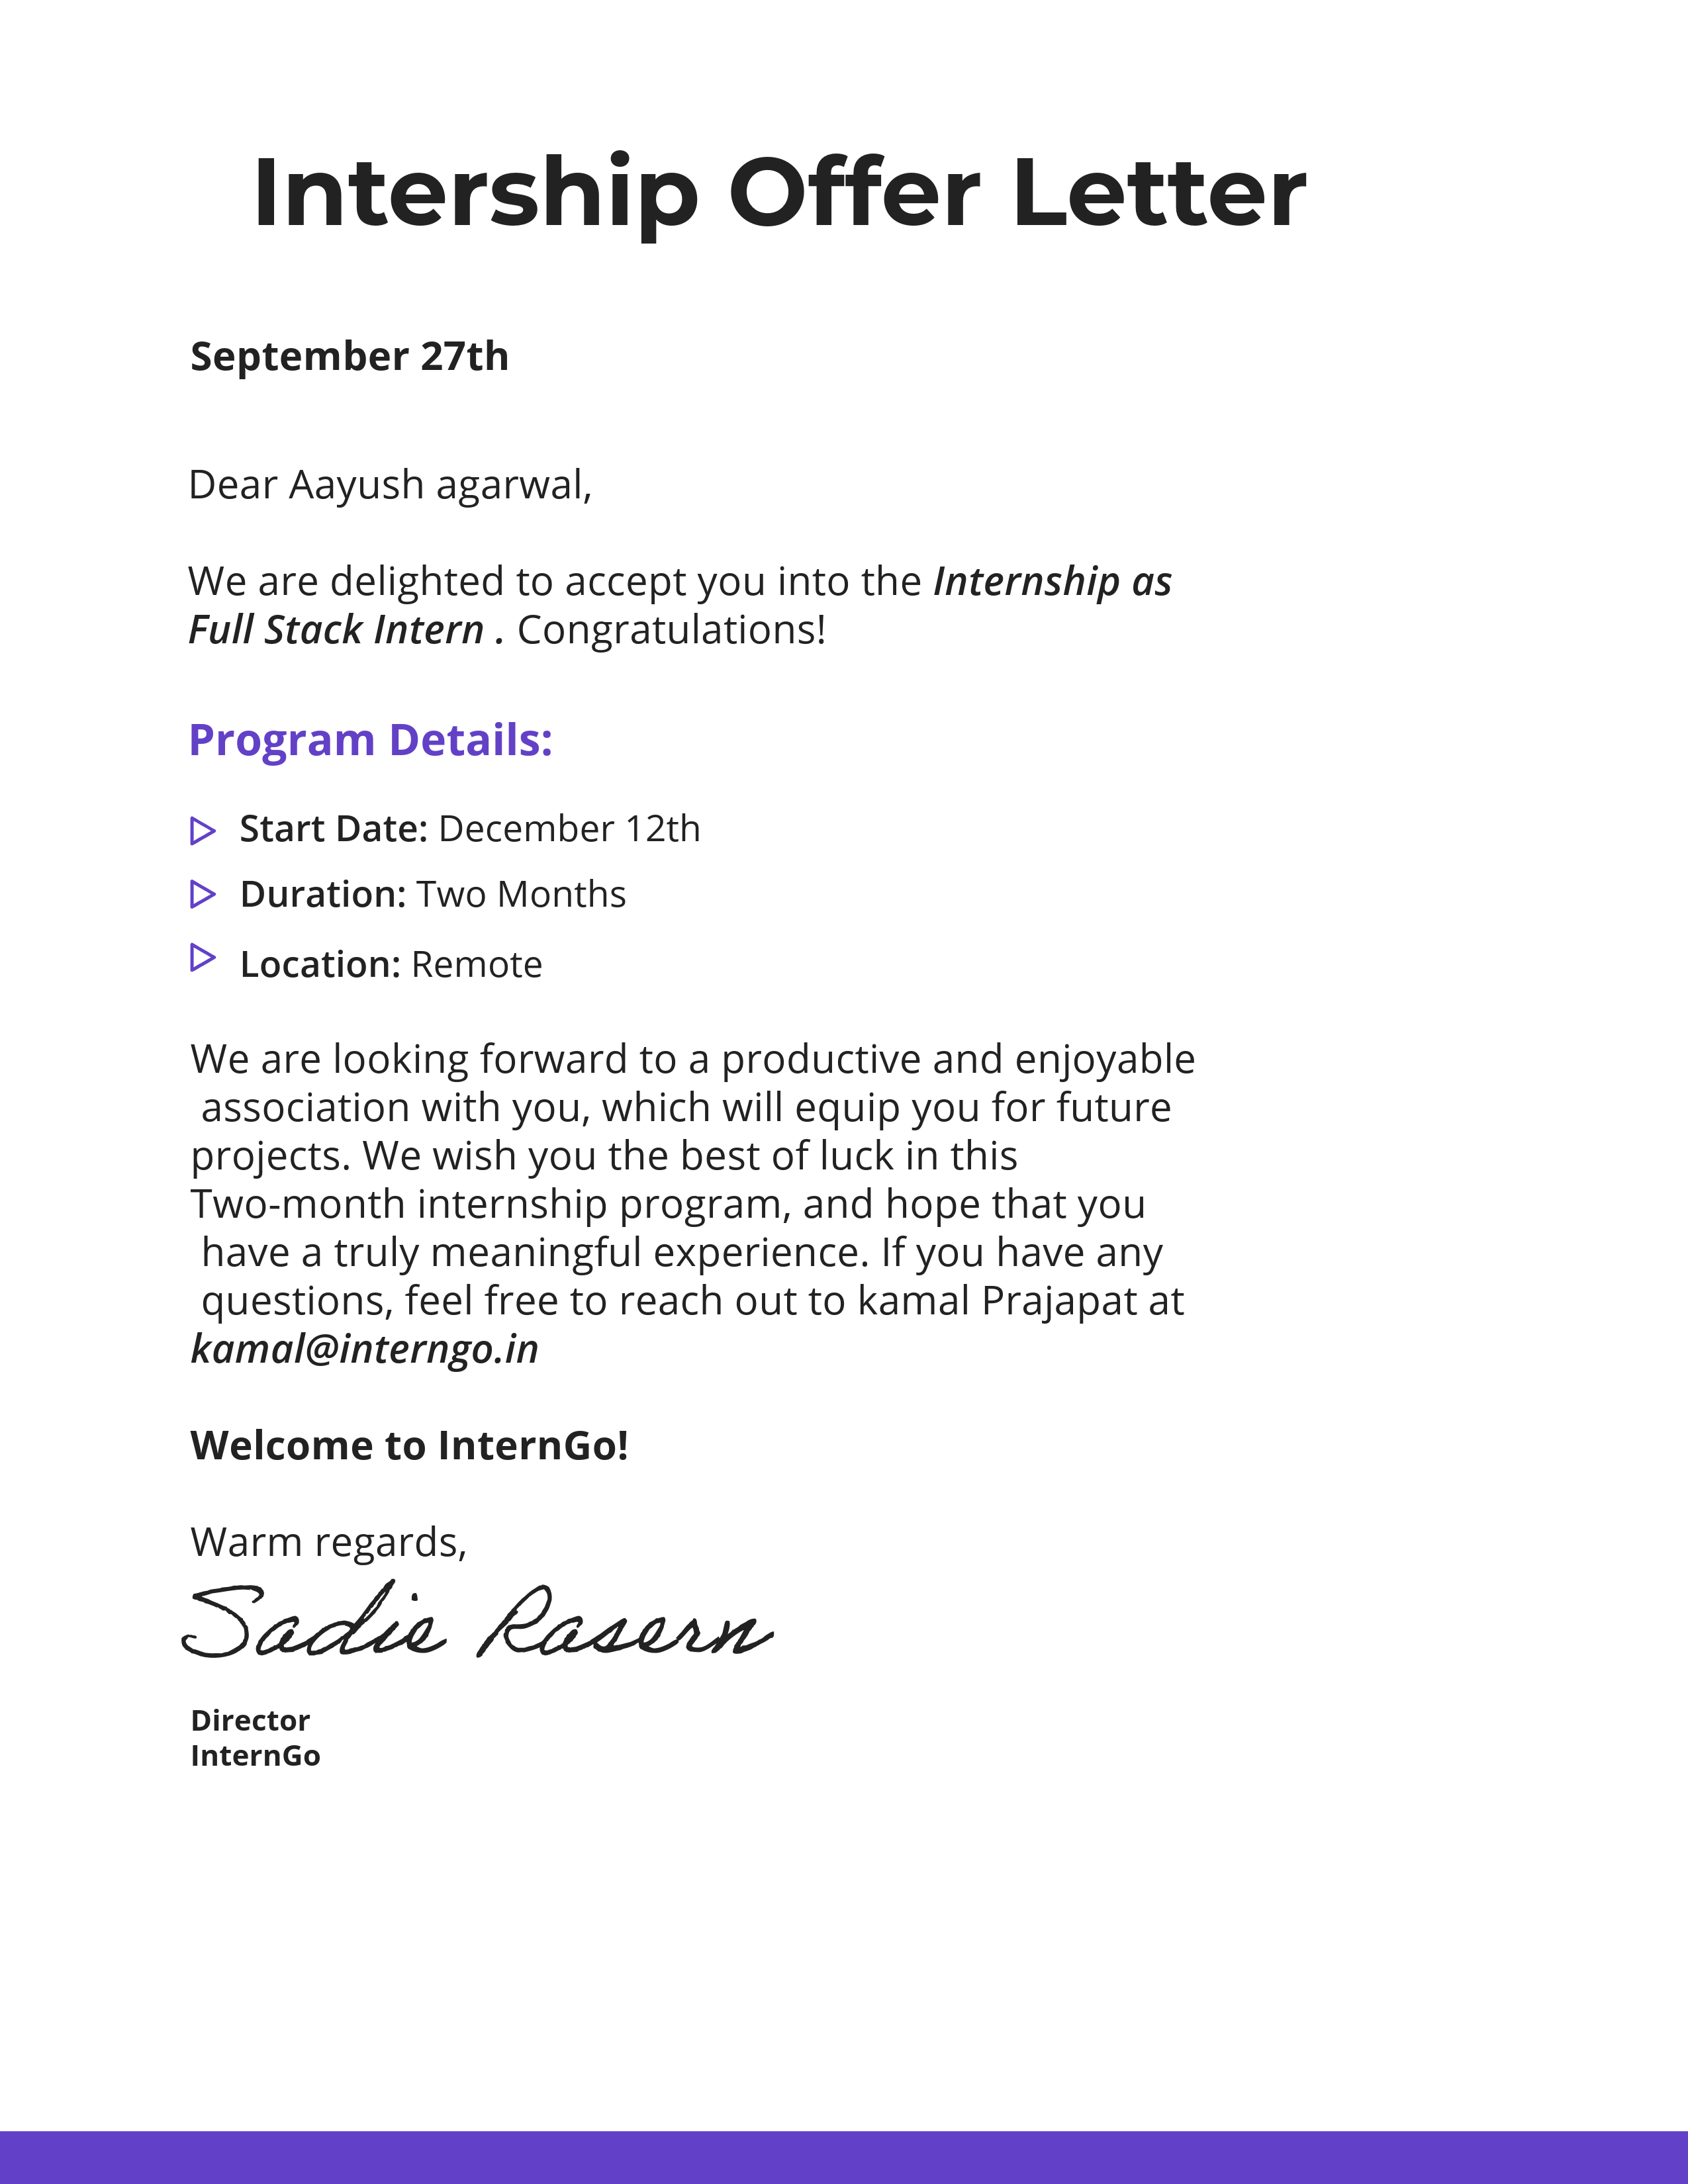 Intership Offer Letter
September 27th
Dear Aayush agarwal,
We are delighted to accept you into the Internship as
Full Stack Intern . Congratulations!
Program Details:
Start Date: December 12th
Duration: Two Months
Location: Remote
We are looking forward to a productive and enjoyable
association with you, which will equip you for future
projects. We wish you the best of luck in this
Two-month internship program, and hope that you
have a truly meaningful experience. If you have any
questions, feel free to reach out to kamal Prajapat at
kamal@interngo.in
Welcome to InternGo!
Warm regards,
Sadie Rasern
Director
InternGo